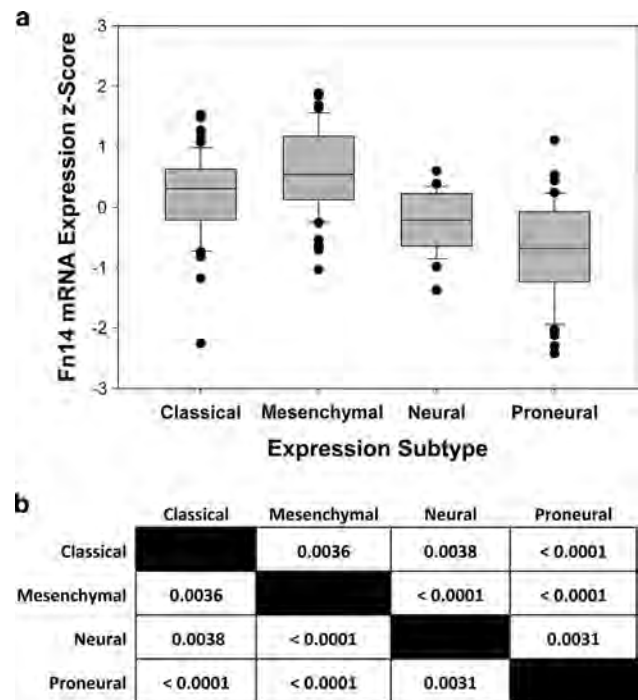 a
Fn14 mRNA Expression z-Score
3
2
1
0
-1
-2
-3
Classical Mesenchymal Neural Proneural
Expression Subtype
b
Classical Mesenchymal Neural Proneural
Classical 0.0036 0.0038 < 0.0001
Mesenchymal 0.0036 < 0.0001 < 0.0001
Neural 0.0038 < 0.0001 0.0031
Proneural < 0.0001 < 0.0001 0.0031